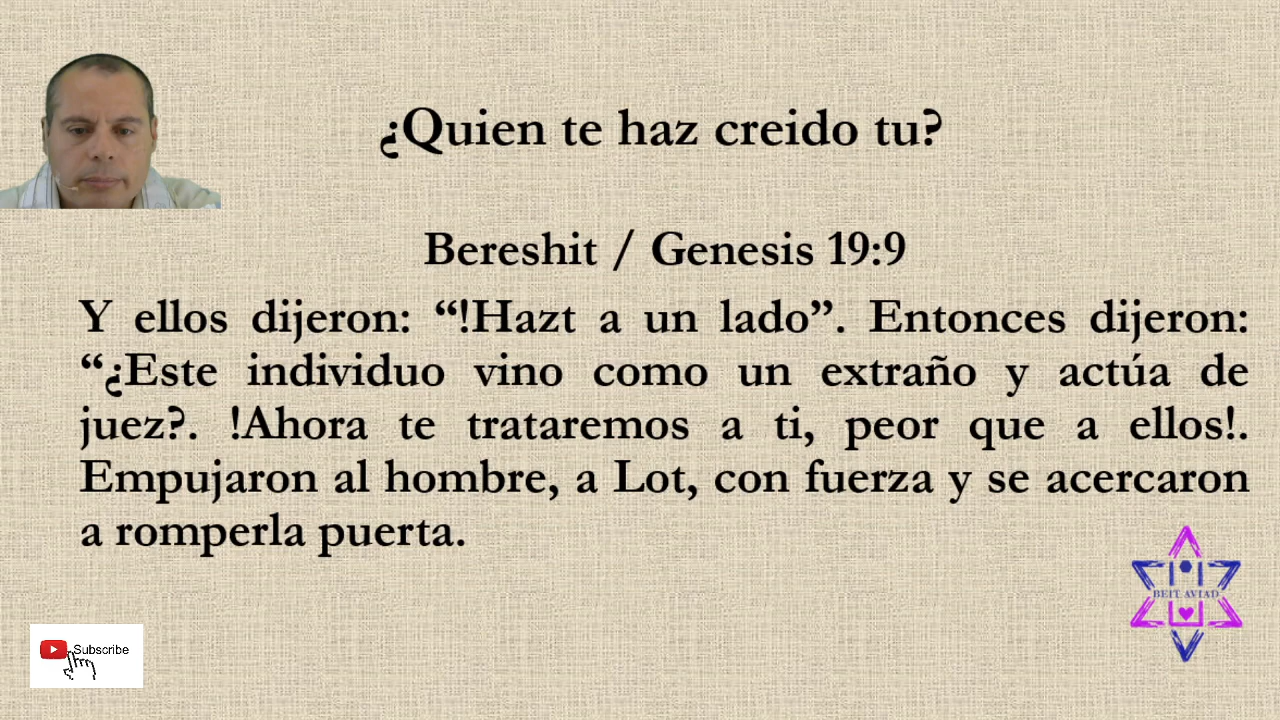 ¿Quien te haz creido tu?
Bereshit / Genesis 19:9
Y ellos dijeron: “!Hazt a un lado”. Entonces dijeron:
“¿Este individuo vino como un extraño y actúa de
juez?. !Ahora te trataremos a ti, peor que a ellos!.
Empujaron al hombre, a Lot, con fuerza y se acercaron
a romperla puerta.
BEIT AVIAD
Subscribe